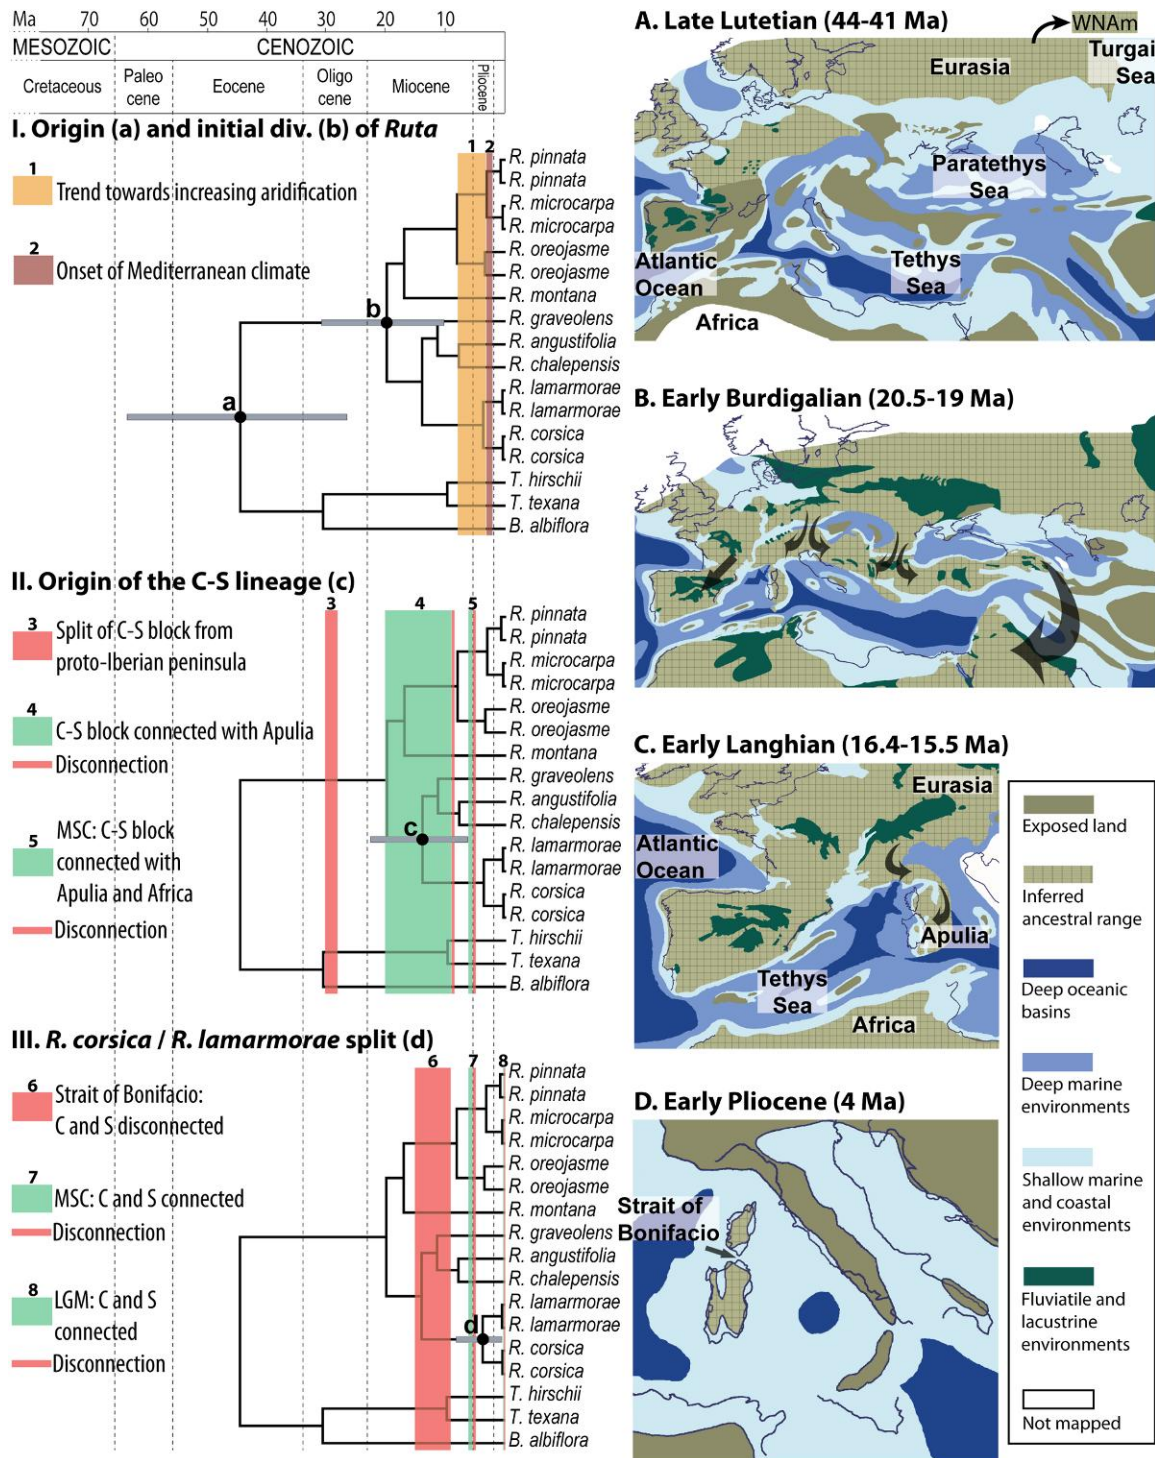 Ma 70 60 50 40 30 20 10
MESOZOIC CENOZOIC
Cretaceous Paleo Eocene Oligo Miocene Pliocene
cene cene
I. Origin (a) and initial div. (b) of Ruta
1 2
1
Trend towards increasing aridification
2
Onset of Mediterranean climate
a
b
R. pinnata
R. pinnata
R. microcarpa
R. microcarpa
R. oreojasme
R. oreojasme
R. montana
R. graveolens
R. angustifolia
R. chalepensis
R. lamarmorae
R. lamarmorae
R. corsica
R. corsica
T. hirschii
T. texana
B. albiflora
II. Origin of the C-S lineage (c)
3 4 5
3
Split of C-S block from
proto-Iberian peninsula
4
C-S block connected with Apulia
Disconnection
5
MSC: C-S block
connected with
Apulia and Africa
Disconnection
c
R. pinnata
R. pinnata
R. microcarpa
R. microcarpa
R. oreojasme
R. oreojasme
R. montana
R. graveolens
R. angustifolia
R. chalepensis
R. lamarmorae
R. lamarmorae
R. corsica
R. corsica
T. hirschii
T. texana
B. albiflora
III. R. corsica / R. lamarmorae split (d)
6 7 8
6
Strait of Bonifacio:
C and S disconnected
7
MSC: C and S connected
Disconnection
8
LGM: C and S
connected
Disconnection
d
R. pinnata
R. pinnata
R. microcarpa
R. microcarpa
R. oreojasme
R. oreojasme
R. montana
R. graveolens
R. angustifolia
R. chalepensis
R. lamarmorae
R. lamarmorae
R. corsica
R. corsica
T. hirschii
T. texana
B. albiflora
A. Late Lutetian (44-41 Ma)
WNAm
Eurasia
Turgai
Sea
Paratethys
Sea
Atlantic
Ocean
Tethys
Sea
Africa
B. Early Burdigalian (20.5-19 Ma)
C. Early Langhian (16.4-15.5 Ma)
Eurasia
Atlantic
Ocean
Apulia
Tethys
Sea
Africa
D. Early Pliocene (4 Ma)
Strait of
Bonifacio
Exposed land
Inferred
ancestral range
Deep oceanic
basins
Deep marine
environments
Shallow marine
and coastal
environments
Fluviatile and
lacustrine
environments
Not mapped